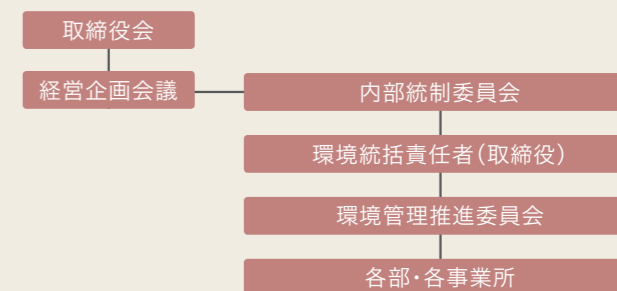 取締役会
経営企画会議
内部統制委員会
環境統括責任者(取締役)
環境管理推進委員会
各部・各事業所